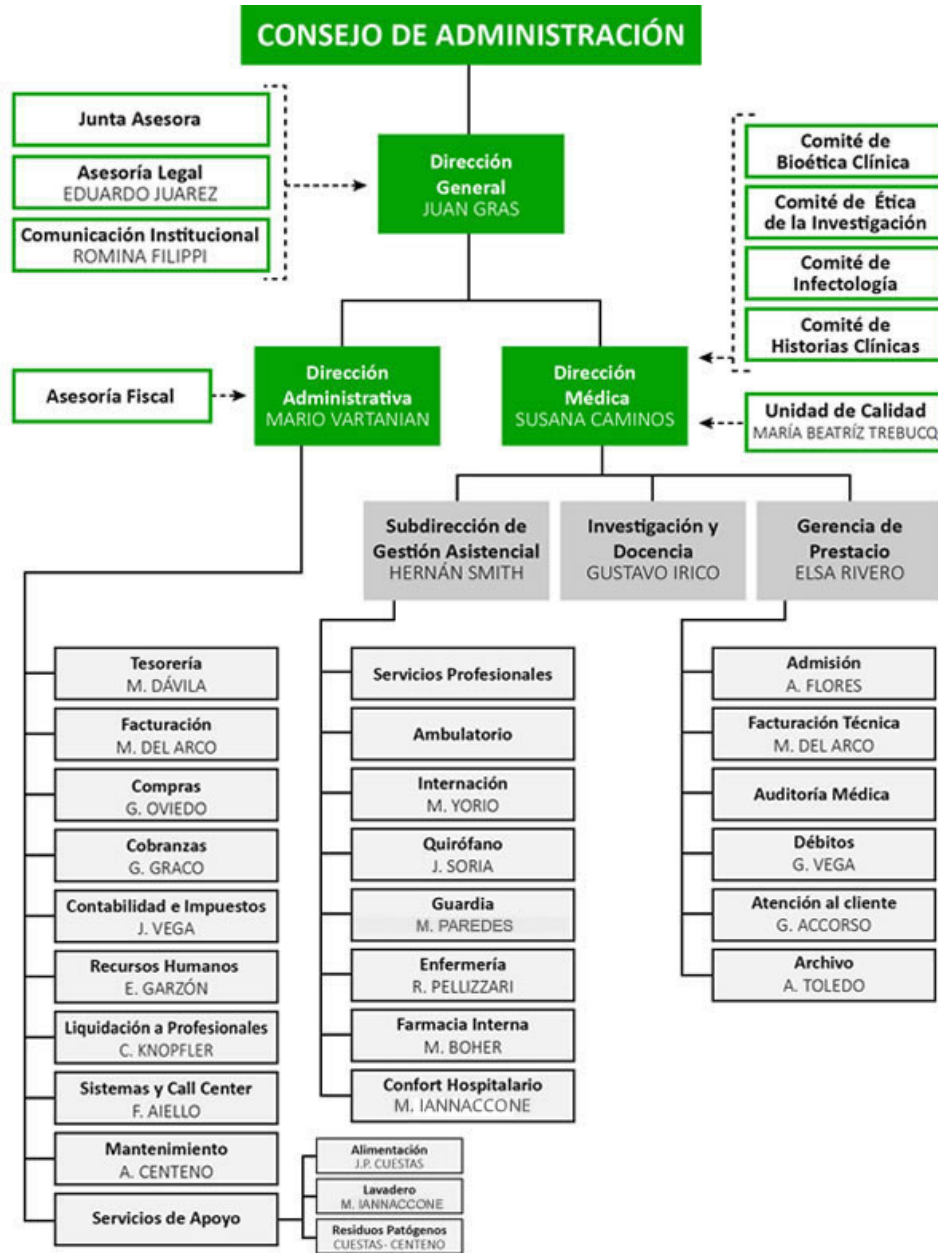 CONSEJO DE ADMINISTRACIÓN
Junta Asesora
Asesoría Legal
EDUARDO JUAREZ
Comunicación Institucional
ROMINA FILIPPI
Dirección
General
JUAN GRAS
Comité de
Bioética Clínica
Comité de Ética
de la Investigación
Comité de
Infectología
Comité de
Historias Clínicas
Asesoría Fiscal
Dirección
Administrativa
MARIO VARTANIAN
Dirección
Médica
SUSANA CAMINOS
Unidad de Calidad
MARÍA BEATRÍZ TREBUCQ
Subdirección de
Gestión Asistencial
HERNÁN SMITH
Investigación y
Docencia
GUSTAVO IRICO
Gerencia de
Prestacio
ELSA RIVERO
Tesorería
M. DÁVILA
Facturación
M. DEL ARCO
Compras
G. OVIEDO
Cobranzas
G. GRACO
Contabilidad e Impuestos
J. VEGA
Recursos Humanos
E. GARZÓN
Liquidación a Profesionales
C. KNOPFLER
Sistemas y Call Center
F. AIELLO
Mantenimiento
A. CENTENO
Servicios de Apoyo
Alimentación
J.P. CUESTAS
Lavadero
M. IANNACCONE
Residuos Patógenos
CUESTAS- CENTENO
Servicios Profesionales
Ambulatorio
Internación
M. YORIO
Quirófano
J. SORIA
Guardia
M. PAREDES
Enfermería
R. PELLIZZARI
Farmacia Interna
M. BOHER
Confort Hospitalario
M. IANNACCONE
Admisión
A. FLORES
Facturación Técnica
M. DEL ARCO
Auditoría Médica
Débitos
G. VEGA
Atención al cliente
G. ACCORSO
Archivo
A. TOLEDO